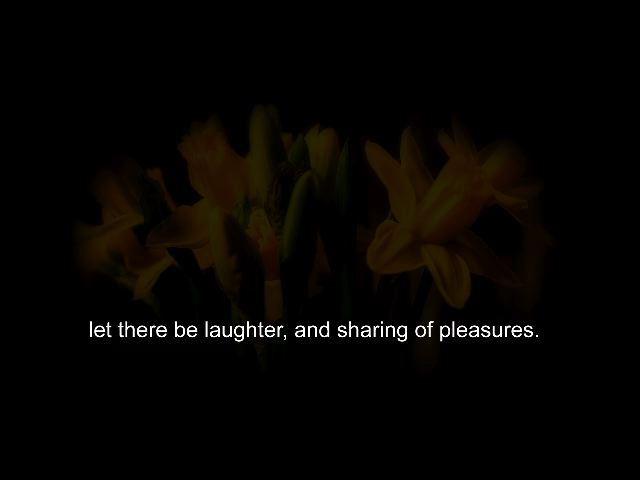 let there be laughter, and sharing of pleasures.